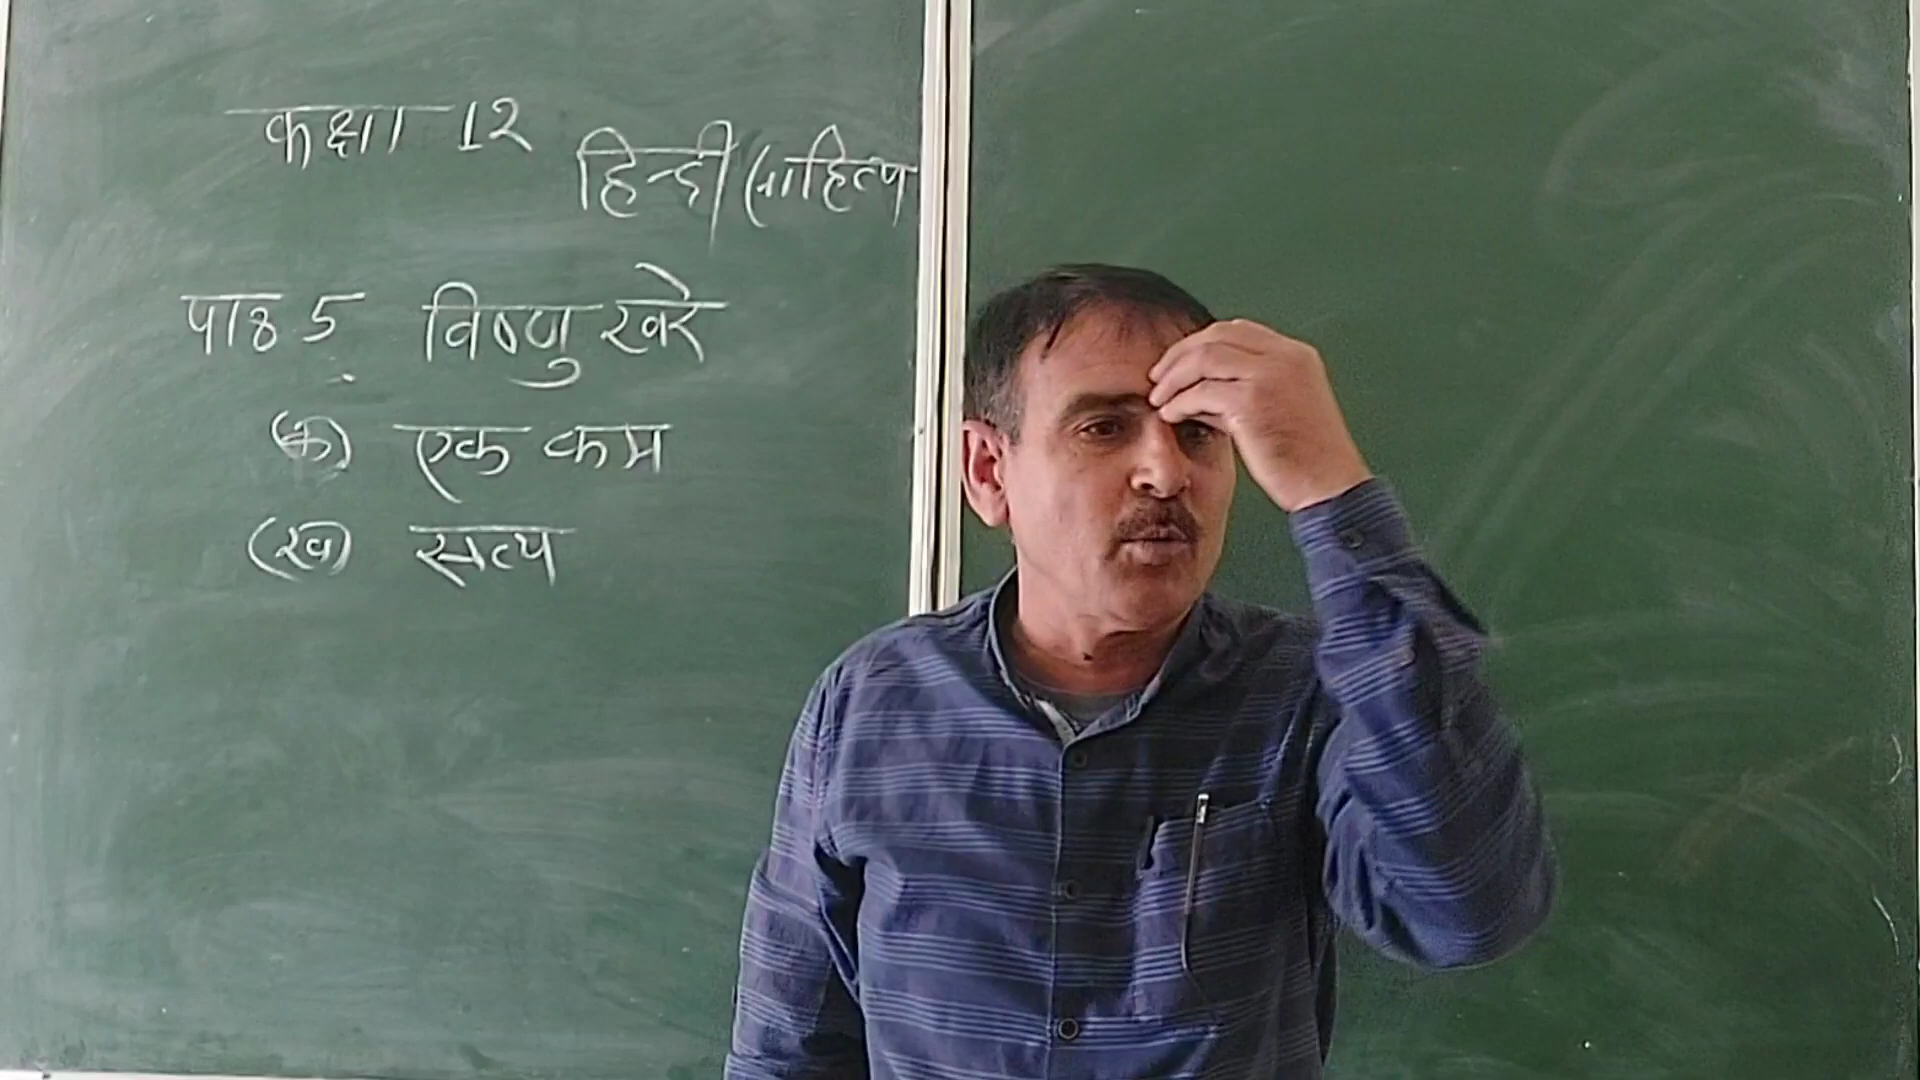 कक्षा 12
हिन्दी साहित्य
पाठ 5 विष्णु खरे
(क) एक कम
(ख) सत्य